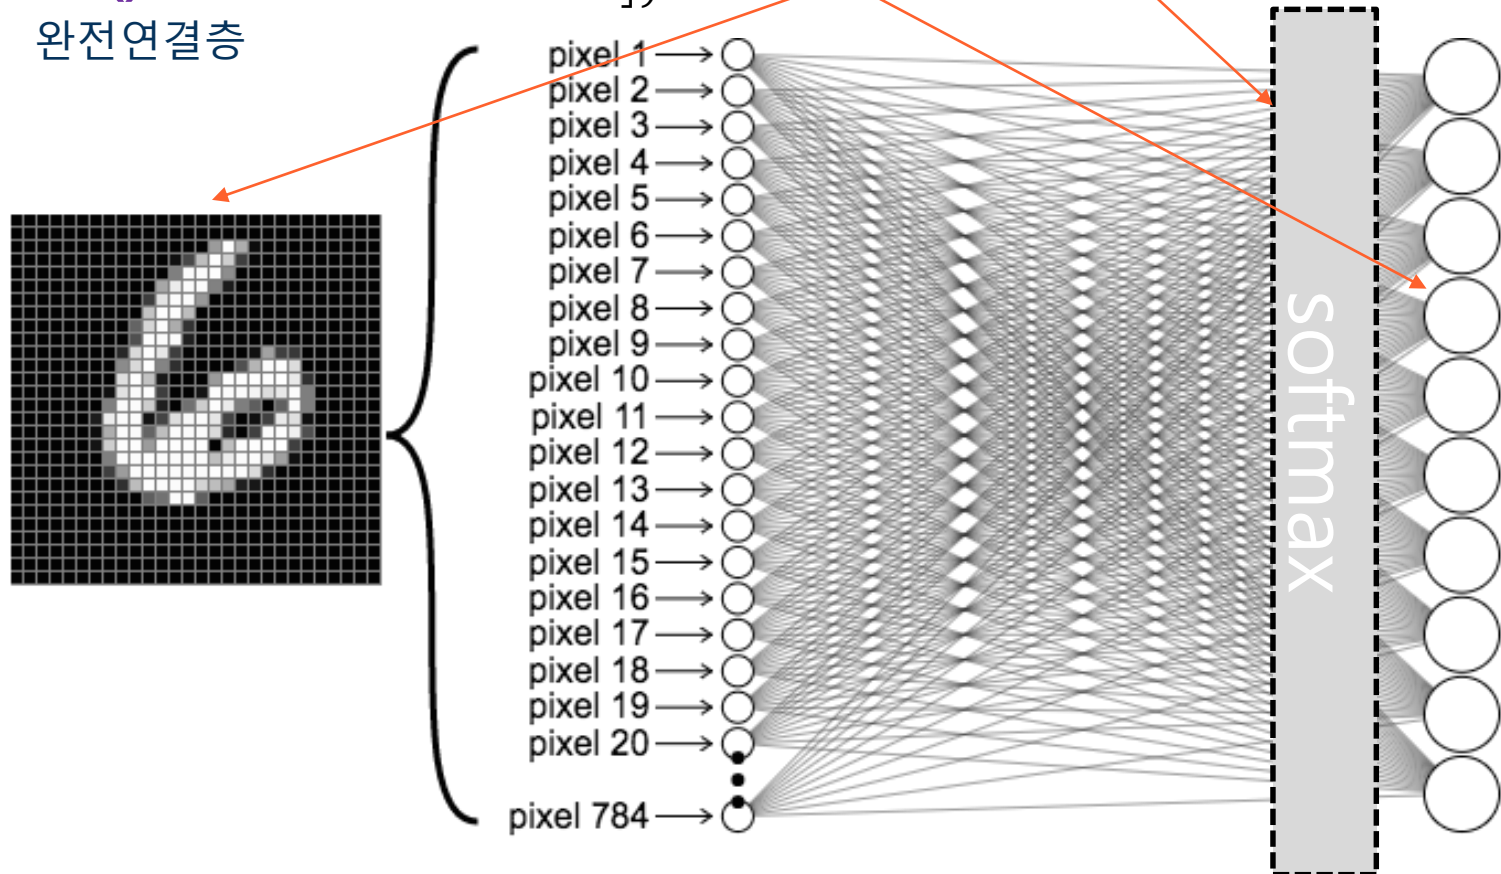 완전연결층
pixel 1
pixel 2
pixel 3
pixel 4
pixel 5
pixel 6
pixel 7
pixel 8
pixel 9
pixel 10
pixel 11
pixel 12
pixel 13
pixel 14
pixel 15
pixel 16
pixel 17
pixel 18
pixel 19
pixel 20
pixel 784
softmax